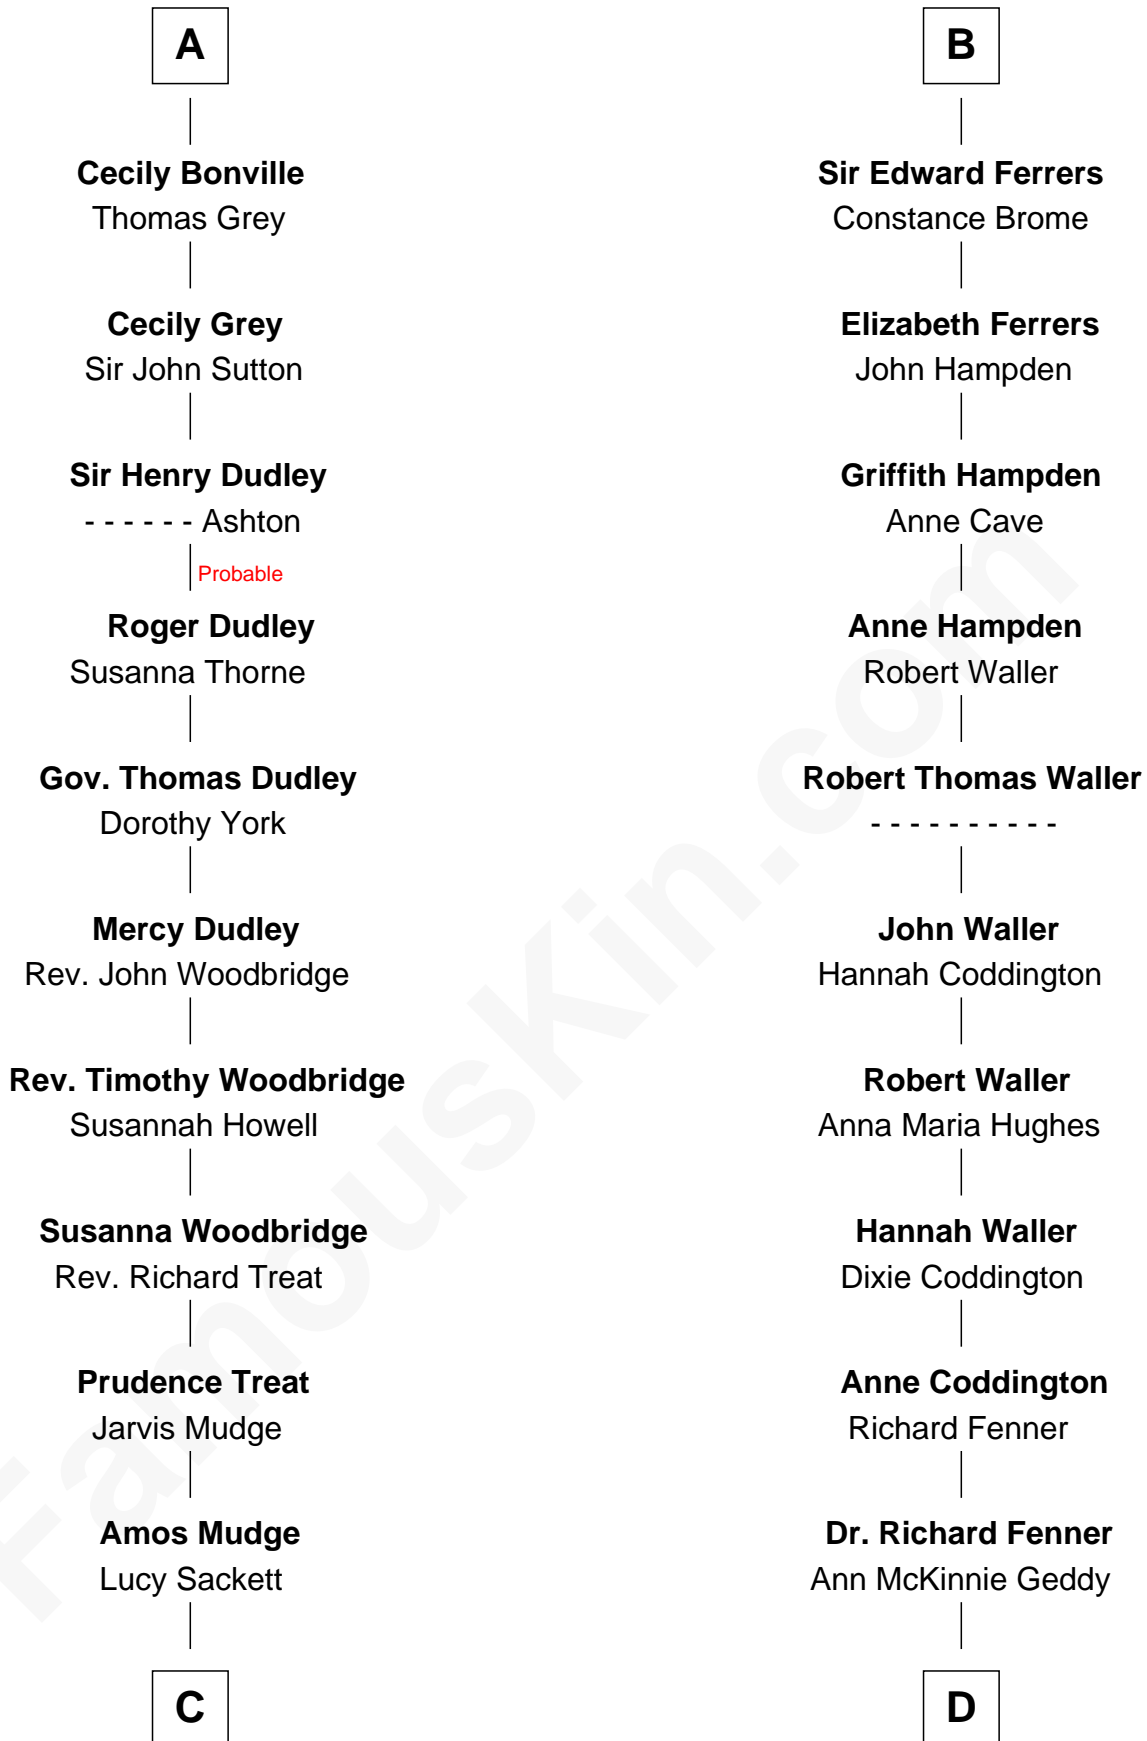 A
Cecily Bonville
Thomas Grey
Cecily Grey
Sir John Sutton
Sir Henry Dudley
- - - - - - Ashton
Probable
Roger Dudley
Susanna Thorne
Gov. Thomas Dudley
Dorothy York
Mercy Dudley
Rev. John Woodbridge
Rev. Timothy Woodbridge
Susannah Howell
Susanna Woodbridge
Rev. Richard Treat
Prudence Treat
Jarvis Mudge
Amos Mudge
Lucy Sackett
C
B
Sir Edward Ferrers
Constance Brome
Elizabeth Ferrers
John Hampden
Griffith Hampden
Anne Cave
Anne Hampden
Robert Waller
Robert Thomas Waller
- - - - - - - - - -
John Waller
Hannah Coddington
Robert Waller
Anna Maria Hughes
Hannah Waller
Dixie Coddington
Anne Coddington
Richard Fenner
Dr. Richard Fenner
Ann McKinnie Geddy
D
FamousKin.com